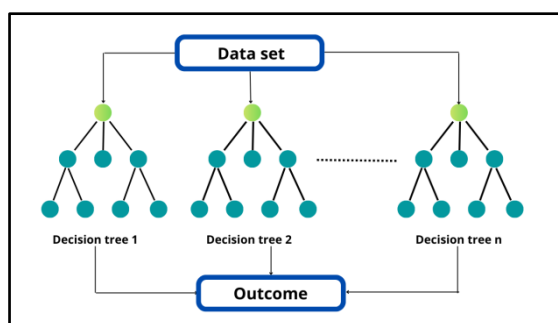 Data set
Decision tree 1
Decision tree 2
Decision tree n
Outcome